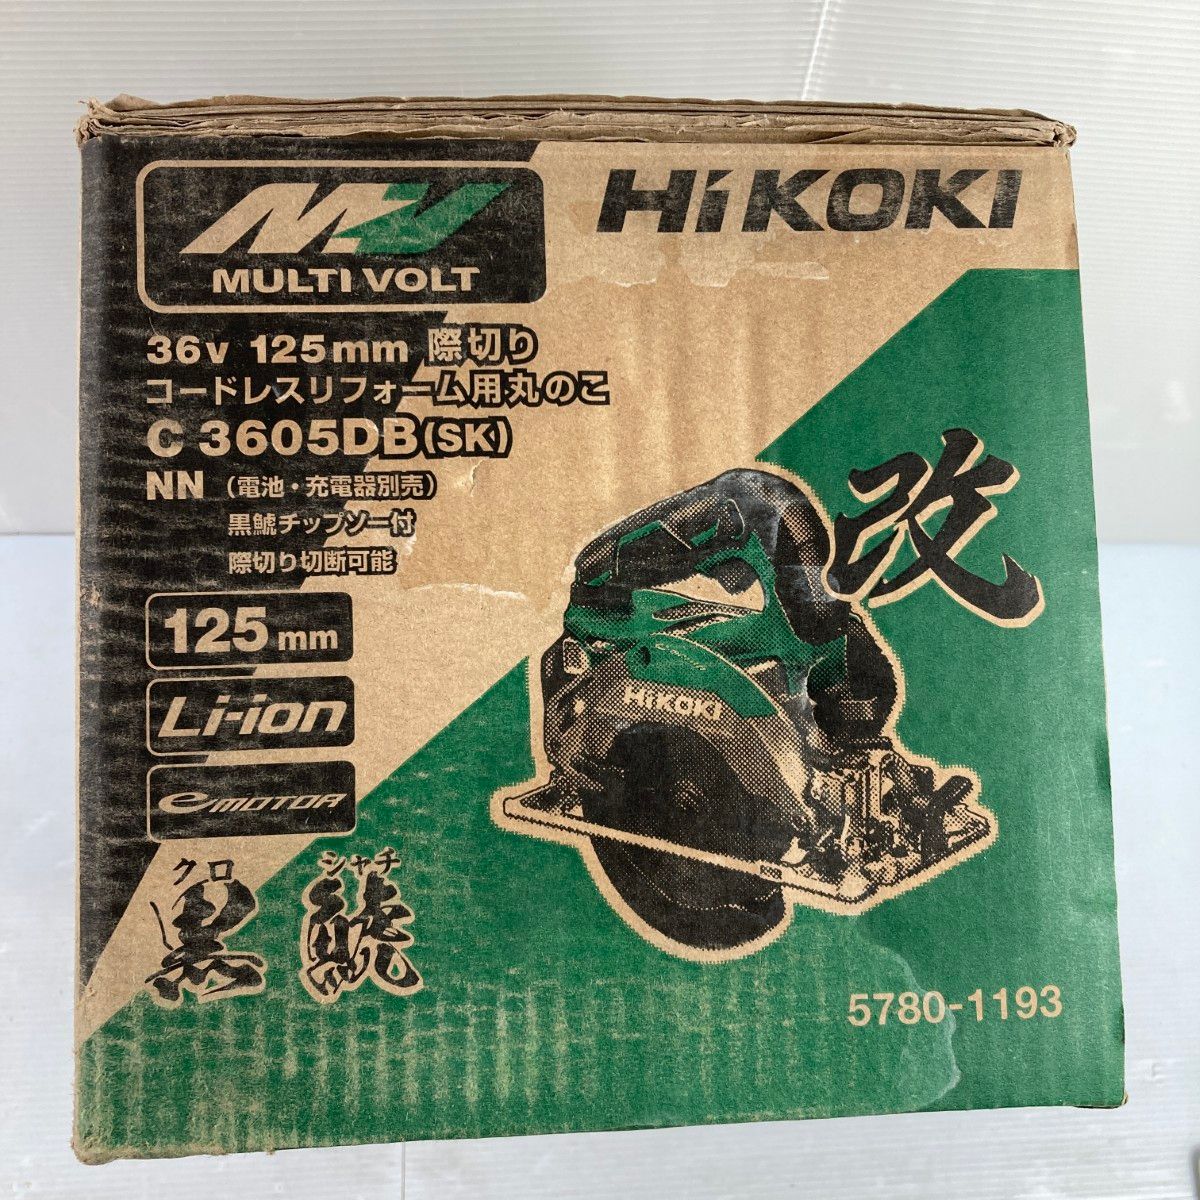 MV
MULTI VOLT
HiKOKI
36v 125mm 際切り
コードレスリフォーム用丸のこ
C 3605DB(SK)
NN (電池・充電器別売)
黒鯱チップソー付
際切り切断可能
125mm
Li-ion
eMOTOR
クロ シャチ
黒 鯱
改
HiKOKI
5780-1193